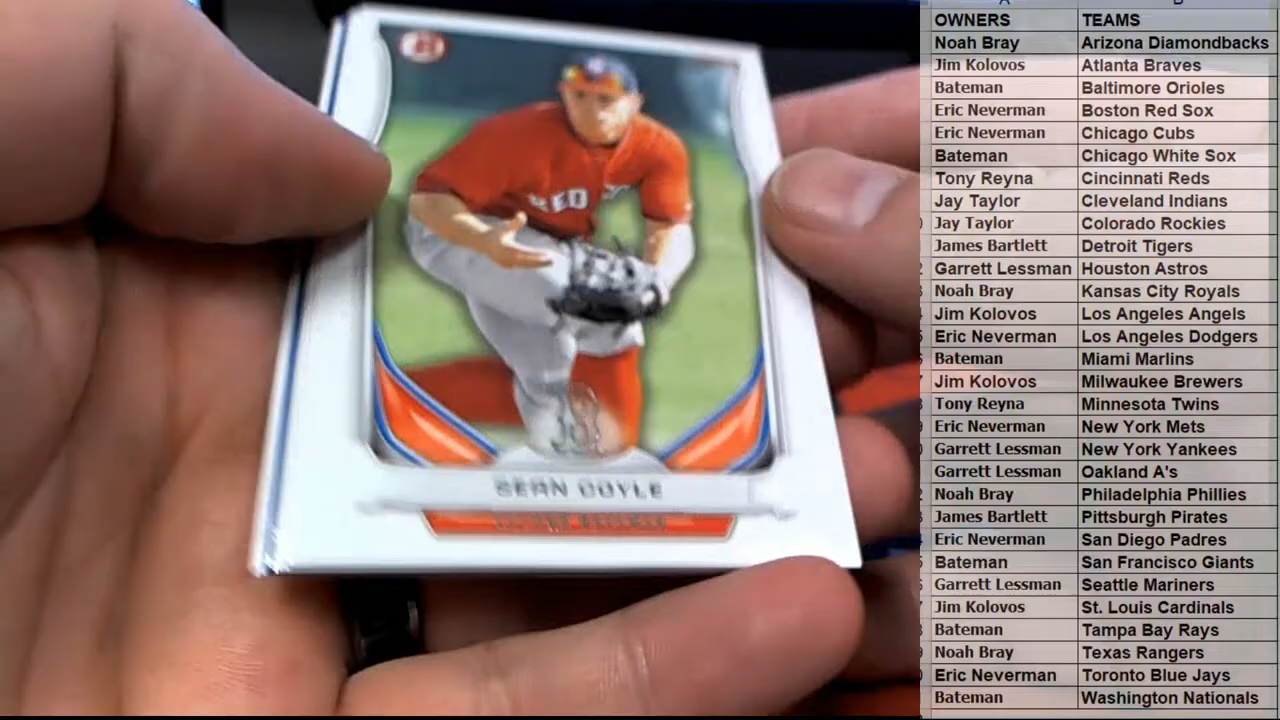 RED
SEAN COYLE
OWNERS TEAMS
Noah Bray Arizona Diamondbacks
Jim Kolovos Atlanta Braves
Bateman Baltimore Orioles
Eric Neverman Boston Red Sox
Eric Neverman Chicago Cubs
Bateman Chicago White Sox
Tony Reyna Cincinnati Reds
Jay Taylor Cleveland Indians
Jay Taylor Colorado Rockies
James Bartlett Detroit Tigers
Garrett Lessman Houston Astros
Noah Bray Kansas City Royals
Jim Kolovos Los Angeles Angels
Eric Neverman Los Angeles Dodgers
Bateman Miami Marlins
Jim Kolovos Milwaukee Brewers
Tony Reyna Minnesota Twins
Eric Neverman New York Mets
Garrett Lessman New York Yankees
Garrett Lessman Oakland A's
Noah Bray Philadelphia Phillies
James Bartlett Pittsburgh Pirates
Eric Neverman San Diego Padres
Bateman San Francisco Giants
Garrett Lessman Seattle Mariners
Jim Kolovos St. Louis Cardinals
Bateman Tampa Bay Rays
Noah Bray Texas Rangers
Eric Neverman Toronto Blue Jays
Bateman Washington Nationals